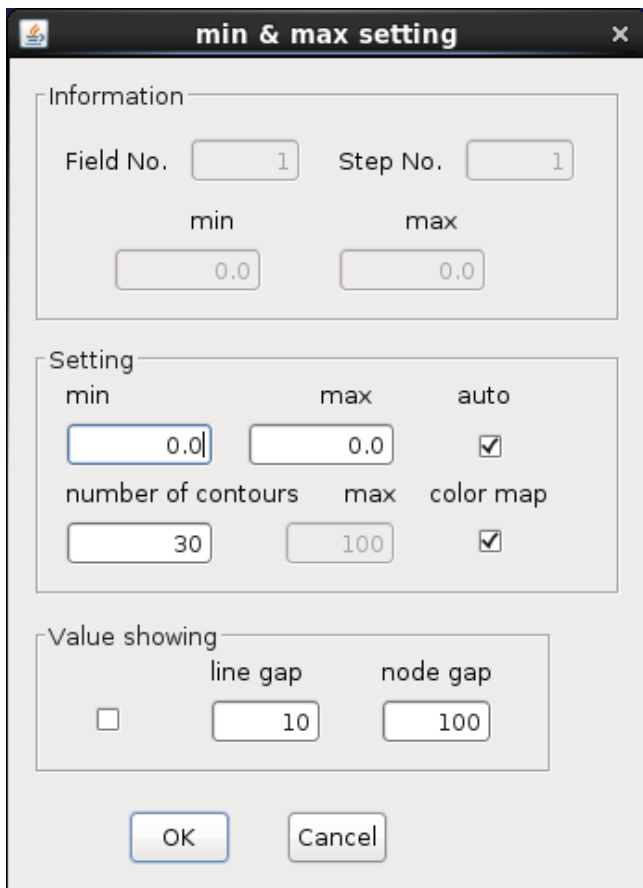 min & max setting
Information
Field No. 1 Step No. 1
min max
0.0 0.0
Setting
min max auto
0.0 0.0
number of contours max color map
30 100
Value showing
line gap node gap
10 100
OK Cancel